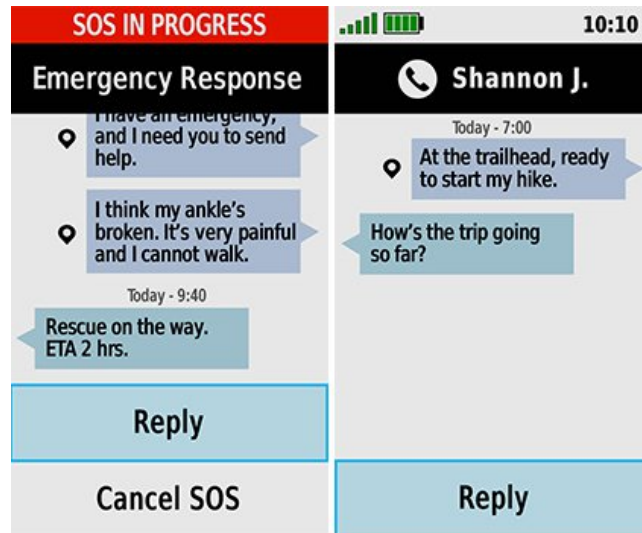 SOS IN PROGRESS
Emergency Response
I have an emergency,
and I need you to send
help.
I think my ankle's
broken. It's very painful
and I cannot walk.
Today - 9:40
Rescue on the way.
ETA 2 hrs.
Reply
Cancel SOS
10:10
Shannon J.
Today - 7:00
At the trailhead, ready
to start my hike.
How's the trip going
so far?
Reply